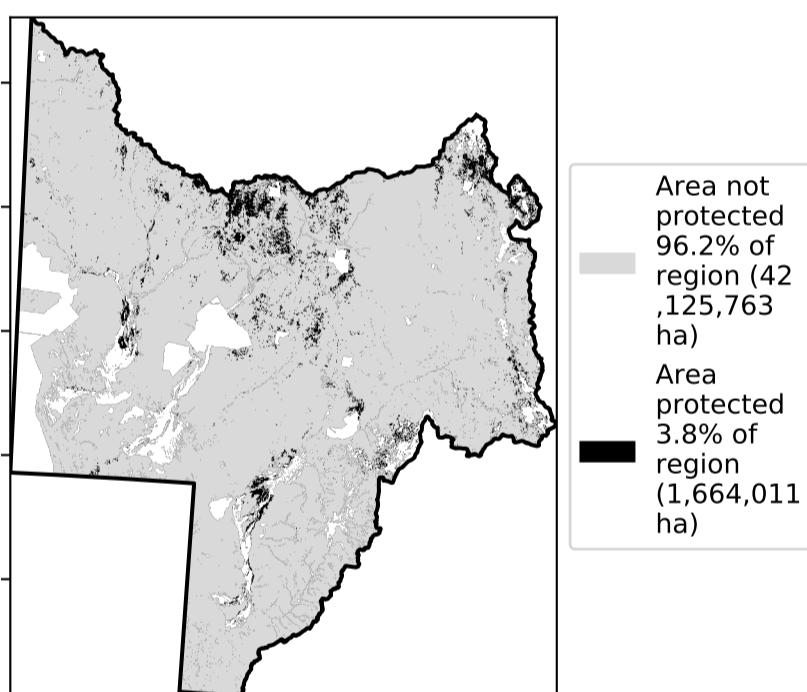 Area not
protected
96.2% of
region (42
,125,763
ha)
Area
protected
3.8% of
region
(1,664,011
ha)